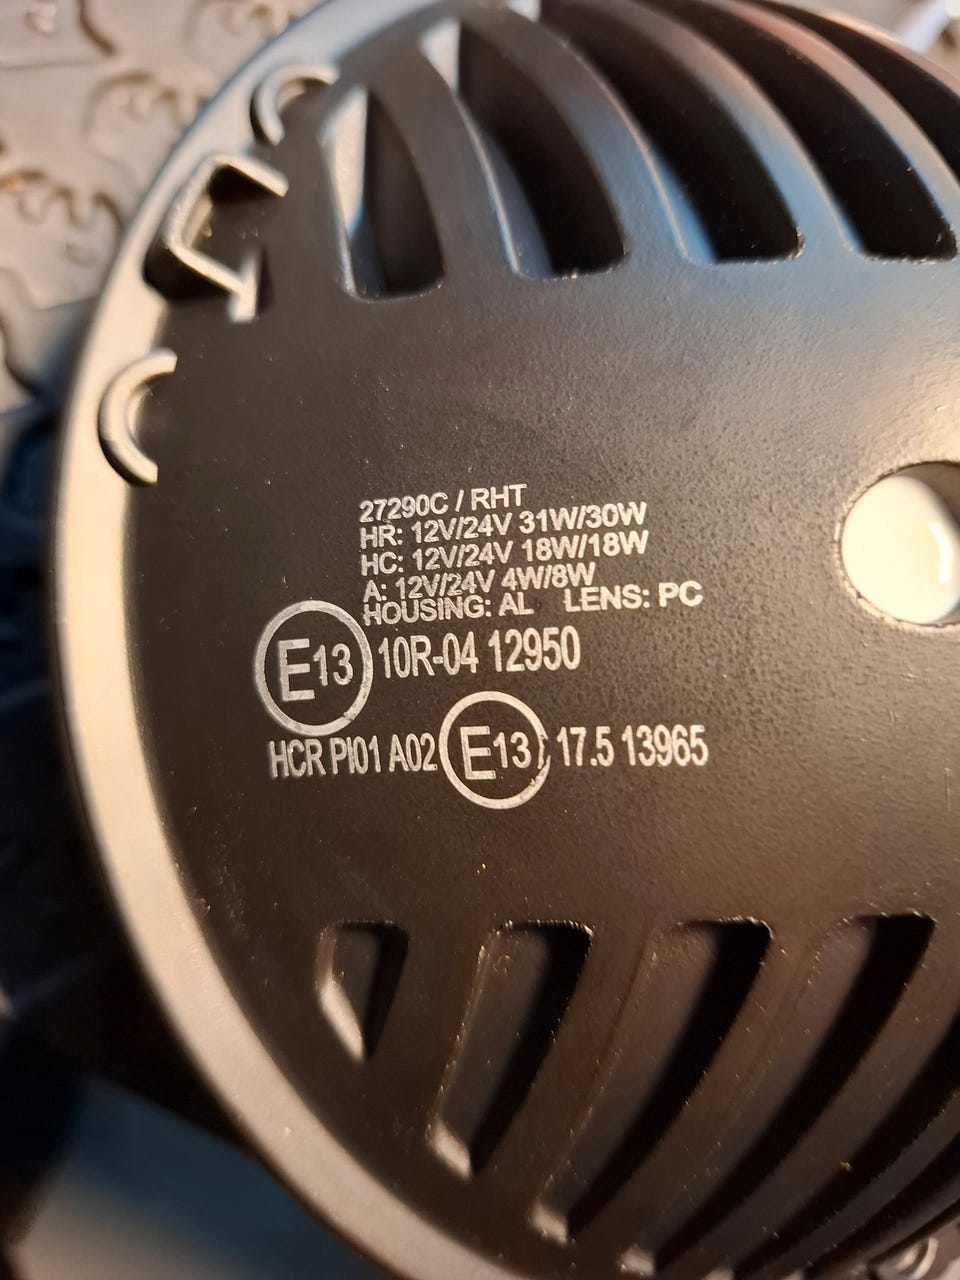 27290C / RHT
HR: 12V/24V 31W/30W
HC: 12V/24V 18W/18W
A: 12V/24V 4W/8W
HOUSING: AL LENS: PC
E13 10R-04 12950
HCR PI01 A02 E13 17.5 13965